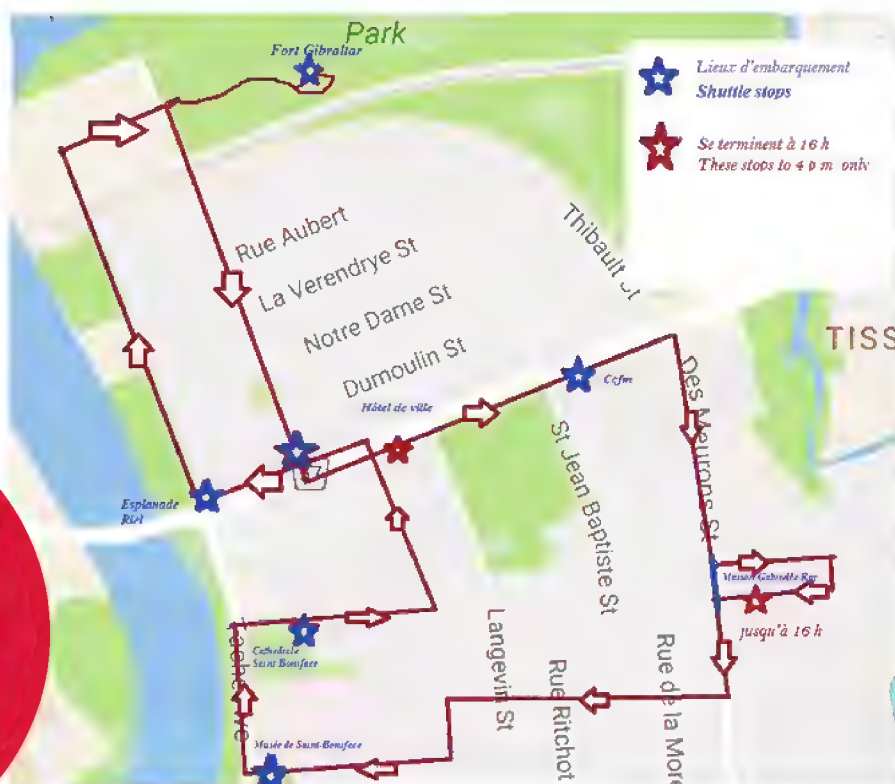 Park
Fort Gibraltar
Lieux d'embarquement
Shuttle stops
Se terminent à 16 h
These stops to 4 p m only
Rue Aubert
La Verendrye St
Notre Dame St
Dumoulin St
Thibault
TISS
Hôtel de ville
Ccfm
Des Meurons St
St Jean Baptiste St
Esplanade
Riel
7
Maison Gabrielle Roy
jusqu'à 16 h
Cathédrale
Saint Boniface
Langevin St
Rue Ritchot
Rue de la More
Musée de Saint-Boniface